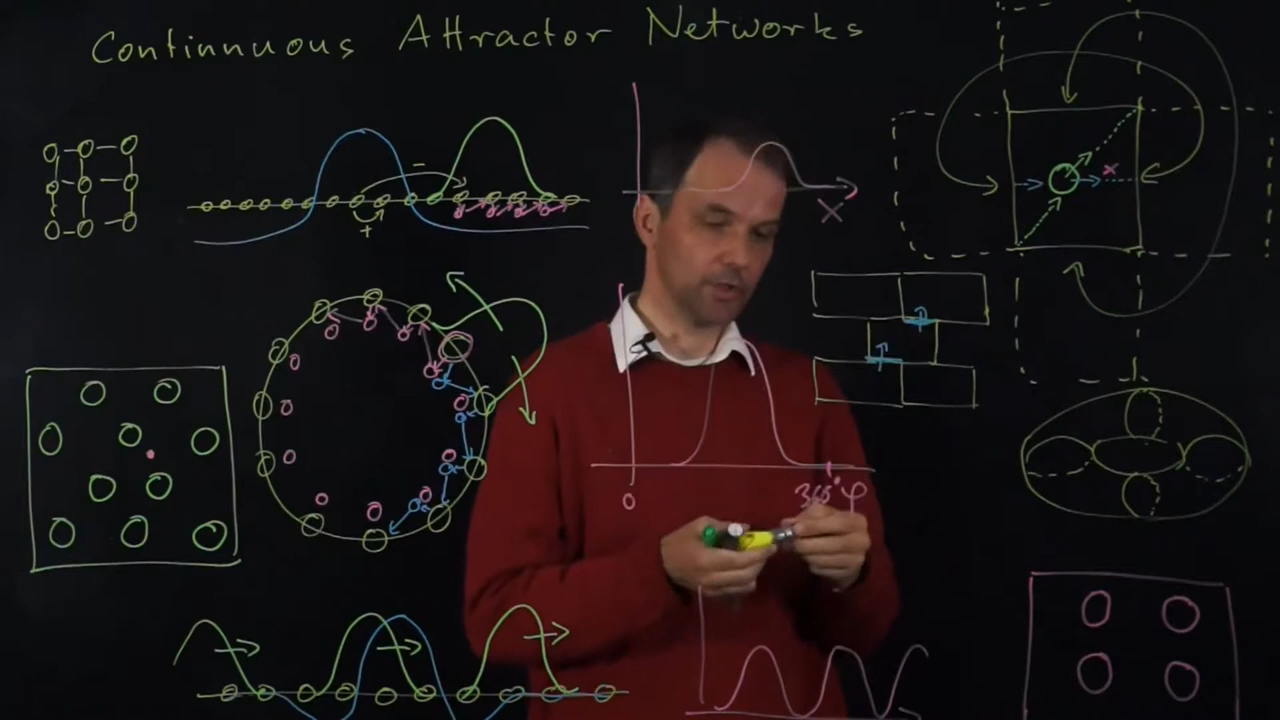 Continnuous Attractor Networks
−
+
X
x
0 360° φ